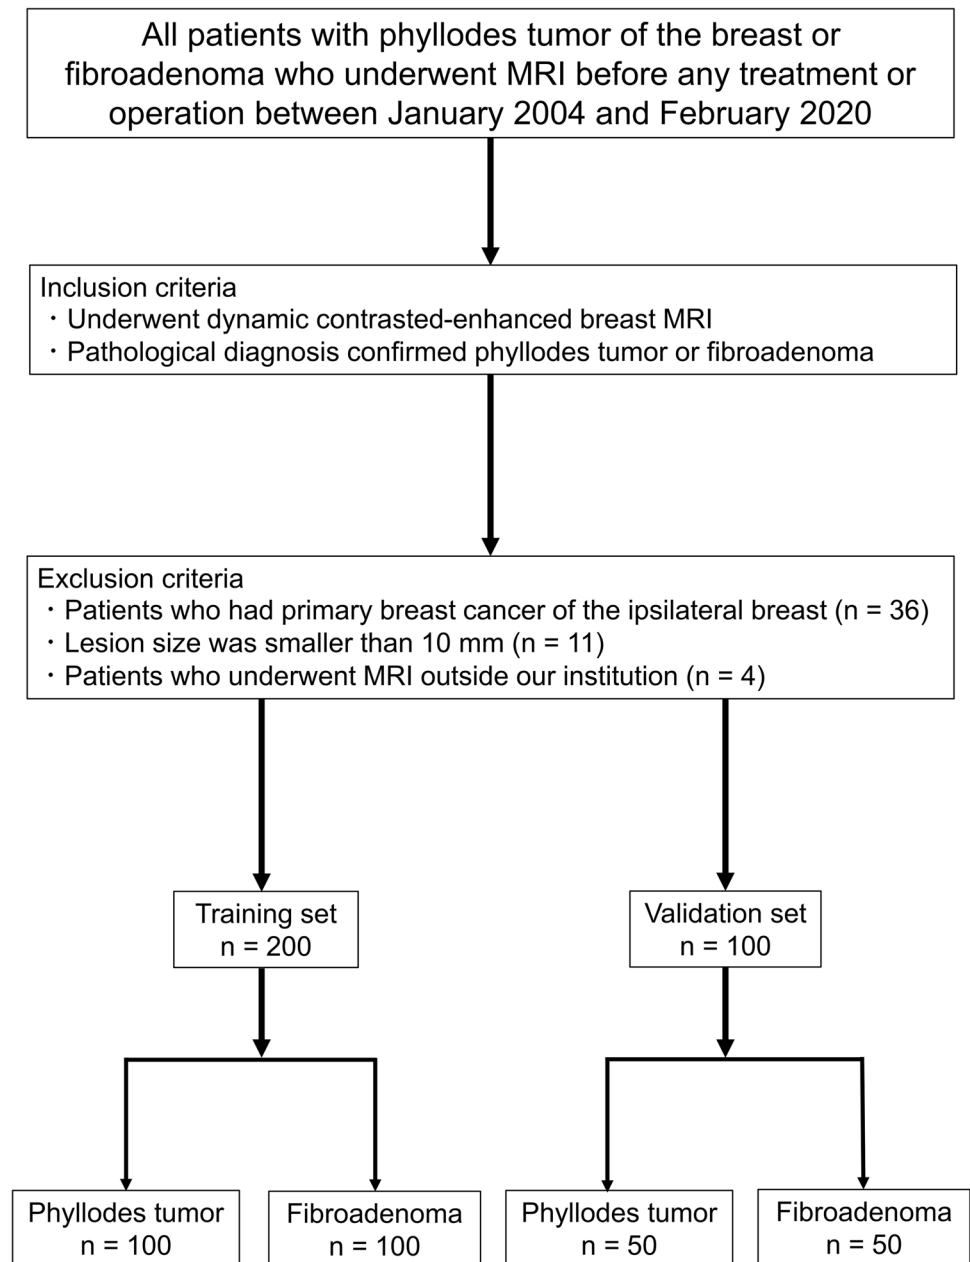 All patients with phyllodes tumor of the breast or
fibroadenoma who underwent MRI before any treatment or
operation between January 2004 and February 2020
Inclusion criteria
・Underwent dynamic contrasted-enhanced breast MRI
・Pathological diagnosis confirmed phyllodes tumor or fibroadenoma
Exclusion criteria
・Patients who had primary breast cancer of the ipsilateral breast (n = 36)
・Lesion size was smaller than 10 mm (n = 11)
・Patients who underwent MRI outside our institution (n = 4)
Training set
n = 200
Validation set
n = 100
Phyllodes tumor
n = 100
Fibroadenoma
n = 100
Phyllodes tumor
n = 50
Fibroadenoma
n = 50